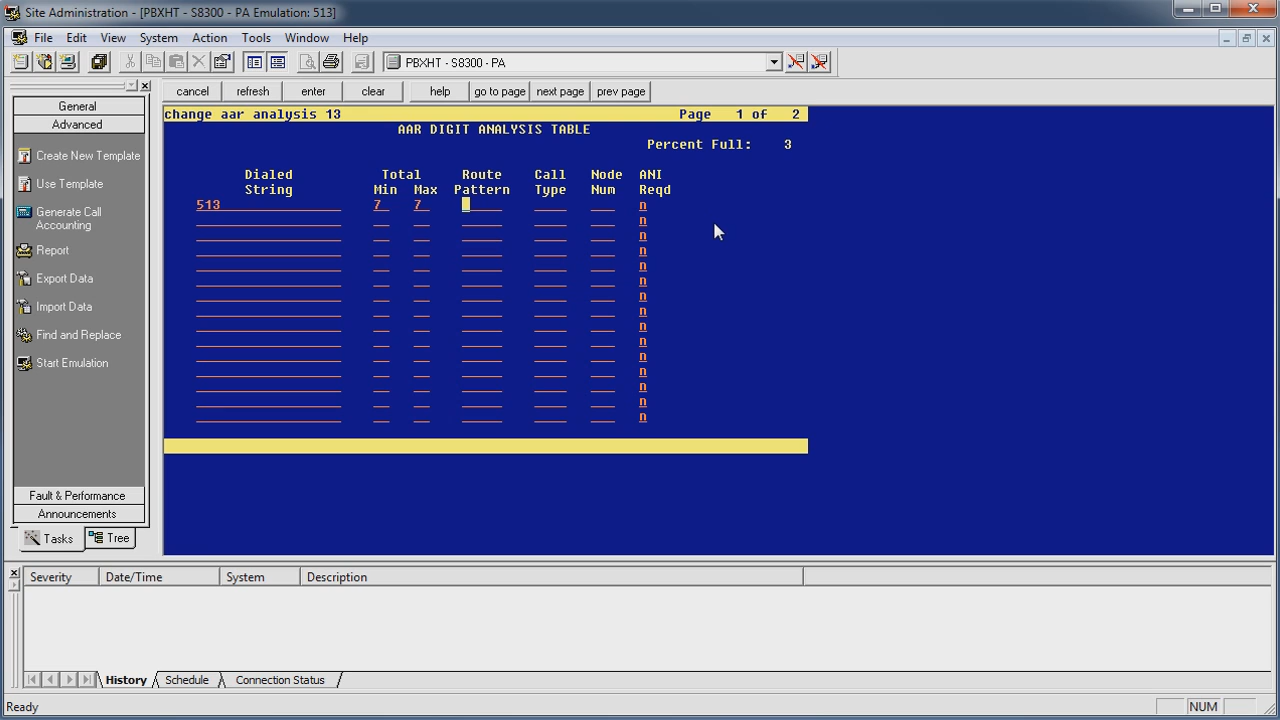 Site Administration - [PBXHT - S8300 - PA Emulation: 513]
File Edit View System Action Tools Window Help
PBXHT - S8300 - PA
cancel refresh enter clear help go to page next page prev page
General
Advanced
Create New Template
Use Template
Generate Call
Accounting
Report
Export Data
Import Data
Find and Replace
Start Emulation
Fault & Performance
Announcements
Tasks Tree
change aar analysis 13 Page 1 of 2
AAR DIGIT ANALYSIS TABLE
Percent Full: 3
Dialed Total Route Call Node ANI
String Min Max Pattern Type Num Reqd
513 7 7 n
n
n
n
n
n
n
n
n
n
n
n
n
n
n
Severity Date/Time System Description
History Schedule Connection Status
Ready NUM